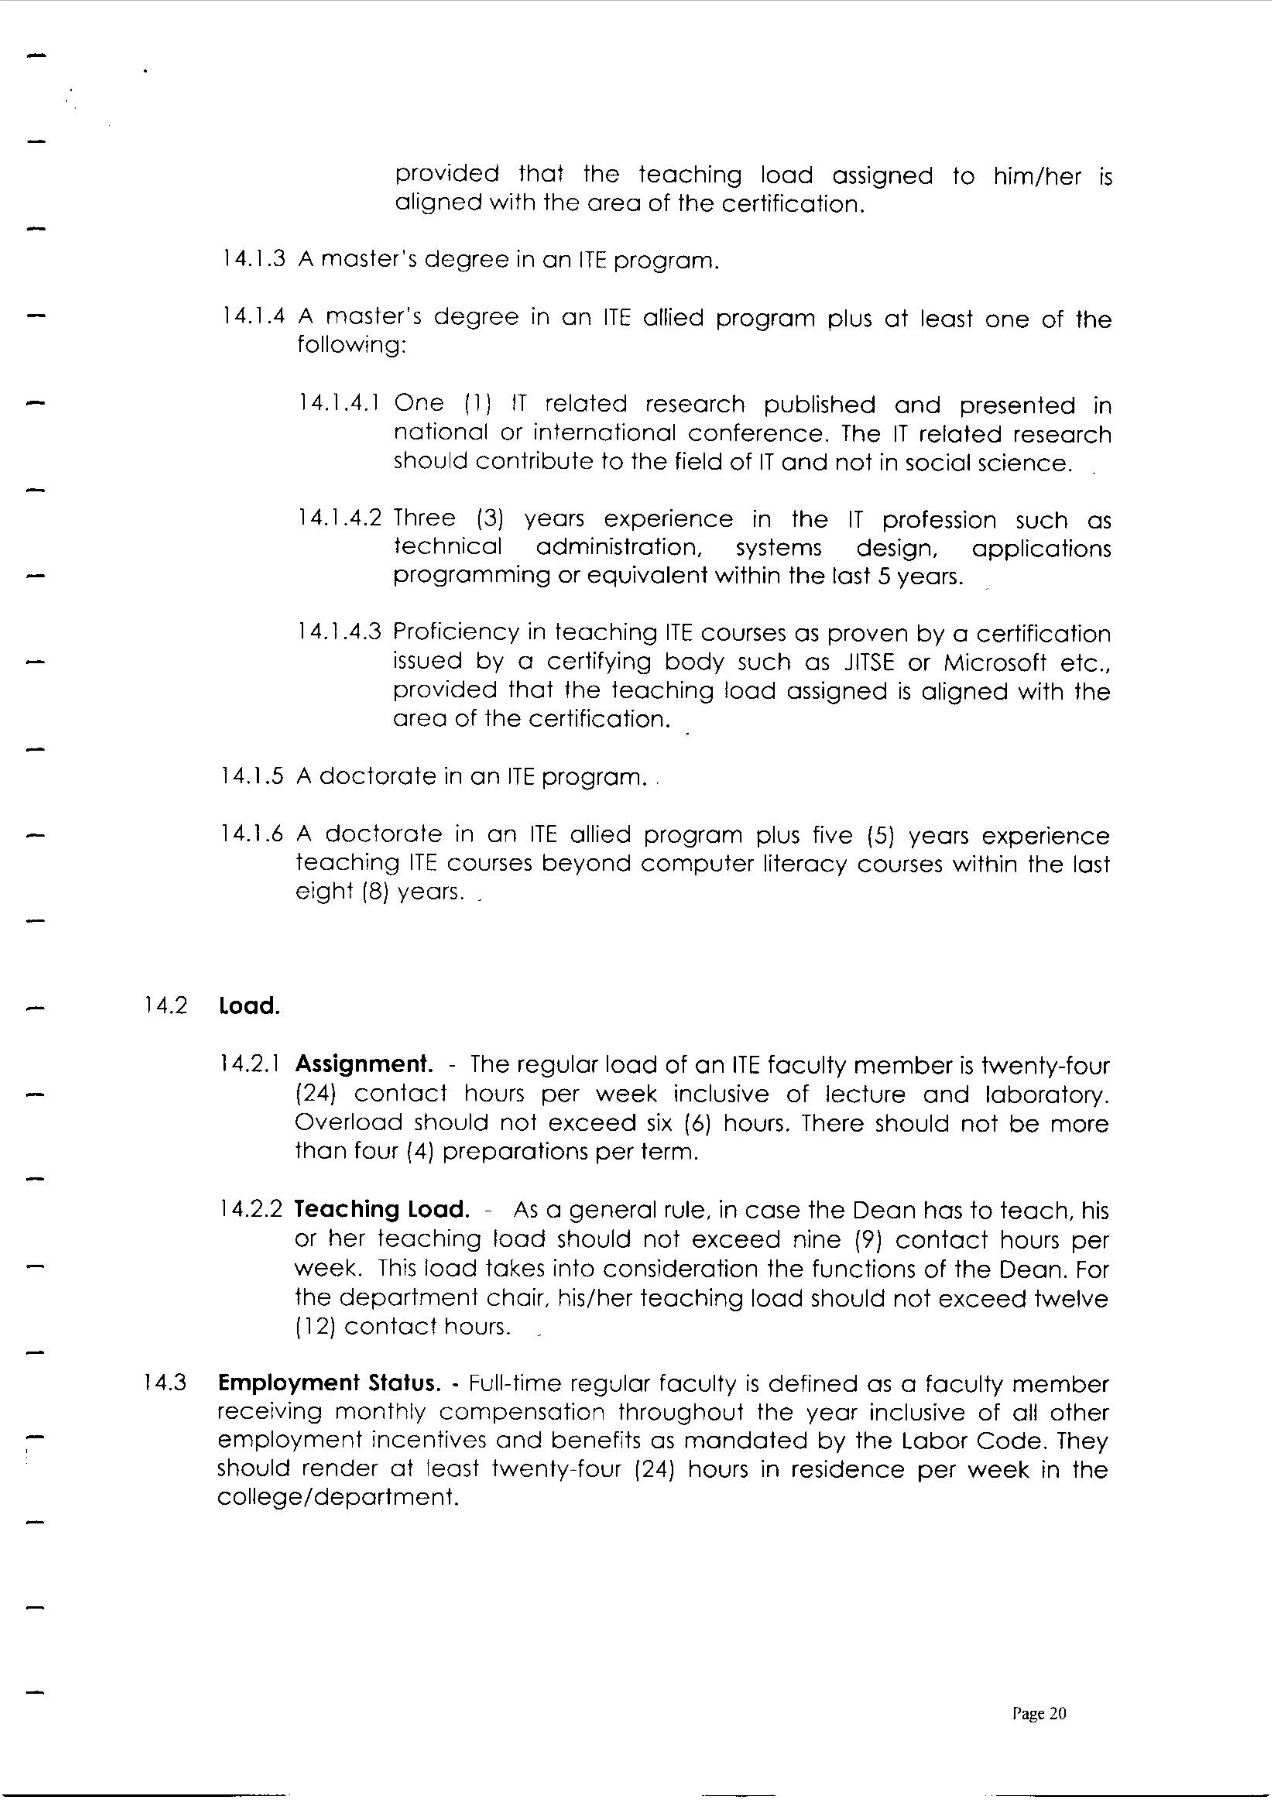 provided that the teaching load assigned to him/her is
aligned with the area of the certification.
14.1.3 A master's degree in an ITE program.
14.1.4 A master's degree in an ITE allied program plus at least one of the
following:
14.1.4.1 One (1) IT related research published and presented in
national or international conference. The IT related research
should contribute to the field of IT and not in social science.
14.1.4.2 Three (3) years experience in the IT profession such as
technical administration, systems design, applications
programming or equivalent within the last 5 years.
14.1.4.3 Proficiency in teaching ITE courses as proven by a certification
issued by a certifying body such as JITSE or Microsoft etc.,
provided that the teaching load assigned is aligned with the
area of the certification.
14.1.5 A doctorate in an ITE program.
14.1.6 A doctorate in an ITE allied program plus five (5) years experience
teaching ITE courses beyond computer literacy courses within the last
eight (8) years.
14.2 Load.
14.2.1 Assignment. - The regular load of an ITE faculty member is twenty-four
(24) contact hours per week inclusive of lecture and laboratory.
Overload should not exceed six (6) hours. There should not be more
than four (4) preparations per term.
14.2.2 Teaching Load. - As a general rule, in case the Dean has to teach, his
or her teaching load should not exceed nine (9) contact hours per
week. This load takes into consideration the functions of the Dean. For
the department chair, his/her teaching load should not exceed twelve
(12) contact hours.
14.3 Employment Status. - Full-time regular faculty is defined as a faculty member
receiving monthly compensation throughout the year inclusive of all other
employment incentives and benefits as mandated by the Labor Code. They
should render at least twenty-four (24) hours in residence per week in the
college/department.
Page 20